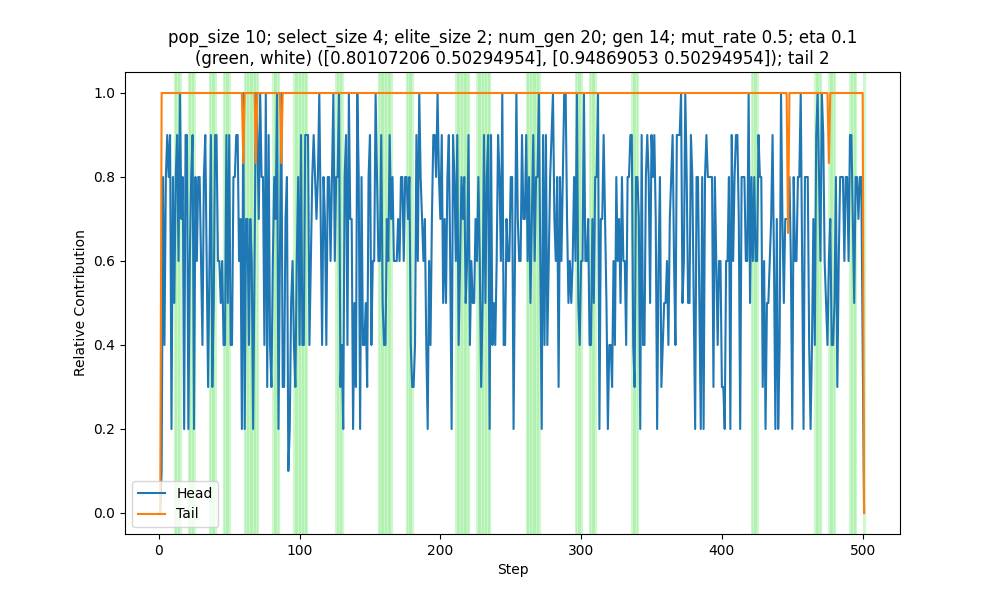 pop_size 10; select_size 4; elite_size 2; num_gen 20; gen 14; mut_rate 0.5; eta 0.1
(green, white) ([0.80107206 0.50294954], [0.94869053 0.50294954]); tail 2
1.0
0.8
0.6
0.4
0.2
0.0
Relative Contribution
Head
Tail
0
100
200
300
400
500
Step